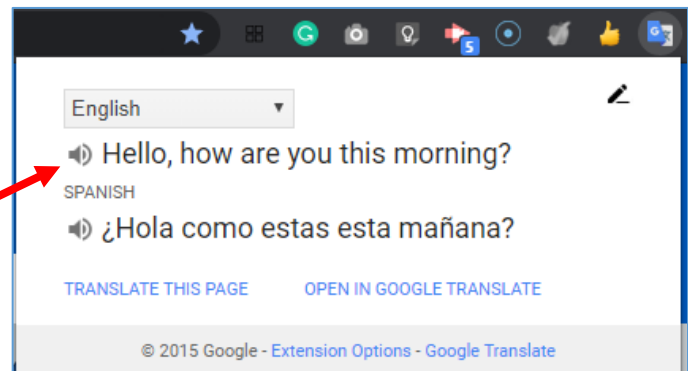 5
English
Hello, how are you this morning?
SPANISH
¿Hola como estas esta mañana?
TRANSLATE THIS PAGE OPEN IN GOOGLE TRANSLATE
© 2015 Google - Extension Options - Google Translate